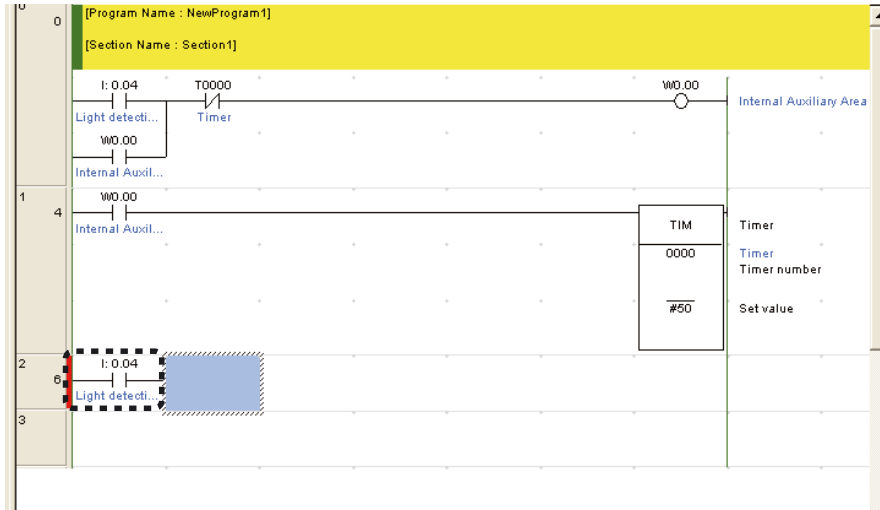 0
0
[Program Name : NewProgram1]
[Section Name : Section1]
I: 0.04
T0000
W0.00
Light detecti...
Timer
Internal Auxiliary Area
W0.00
Internal Auxil...
1
4
W0.00
Internal Auxil...
TIM
Timer
0000
Timer
Timer number
#50
Set value
2
6
I: 0.04
Light detecti...
3